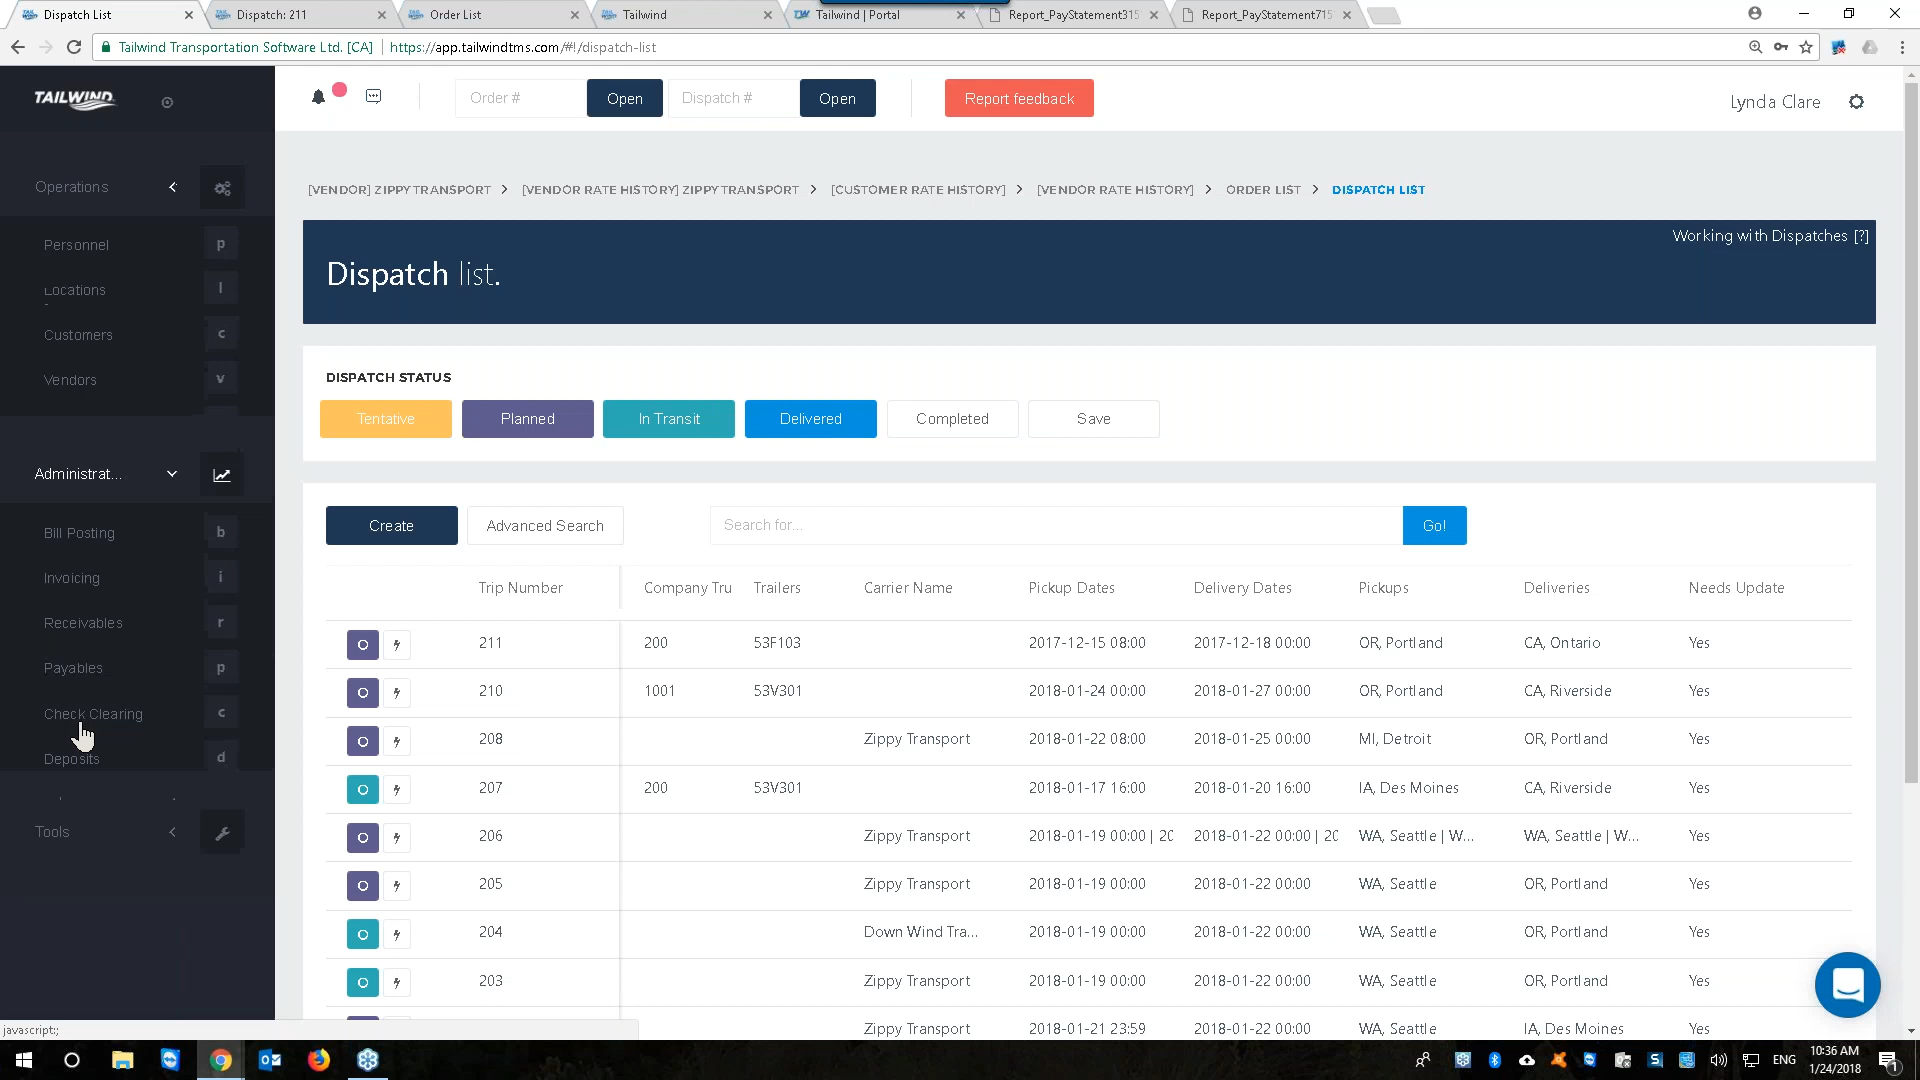 Dispatch List
Dispatch: 211
Order List
Tailwind
Tailwind | Portal
Report_PayStatement315
Report_PayStatement715
Tailwind Transportation Software Ltd. [CA]
https://app.tailwindtms.com/#!/dispatch-list
TAILWIND
Order #
Open
Dispatch #
Open
Report feedback
Lynda Clare
Operations
Personnel p
Locations l
Customers c
Vendors v
Administrat...
Bill Posting b
Invoicing i
Receivables r
Payables p
Check Clearing c
Deposits d
Tools
[VENDOR] ZIPPY TRANSPORT > [VENDOR RATE HISTORY] ZIPPY TRANSPORT > [CUSTOMER RATE HISTORY] > [VENDOR RATE HISTORY] > ORDER LIST > DISPATCH LIST
Working with Dispatches [?]
Dispatch list.
DISPATCH STATUS
Tentative Planned In Transit Delivered Completed Save
Create Advanced Search Search for... Go!
Trip Number Company Tru Trailers Carrier Name Pickup Dates Delivery Dates Pickups Deliveries Needs Update
211 200 53F103 2017-12-15 08:00 2017-12-18 00:00 OR, Portland CA, Ontario Yes
210 1001 53V301 2018-01-24 00:00 2018-01-27 00:00 OR, Portland CA, Riverside Yes
208 Zippy Transport 2018-01-22 08:00 2018-01-25 00:00 MI, Detroit OR, Portland Yes
207 200 53V301 2018-01-17 16:00 2018-01-20 16:00 IA, Des Moines CA, Riverside Yes
206 Zippy Transport 2018-01-19 00:00 | 20 2018-01-22 00:00 | 20 WA, Seattle | W... WA, Seattle | W... Yes
205 Zippy Transport 2018-01-19 00:00 2018-01-22 00:00 WA, Seattle OR, Portland Yes
204 Down Wind Tra... 2018-01-19 00:00 2018-01-22 00:00 WA, Seattle OR, Portland Yes
203 Zippy Transport 2018-01-19 00:00 2018-01-22 00:00 WA, Seattle OR, Portland Yes
Zippy Transport 2018-01-21 23:59 2018-01-22 00:00 WA, Seattle IA, Des Moines Yes
javascript:;
ENG
10:36 AM
1/24/2018
1